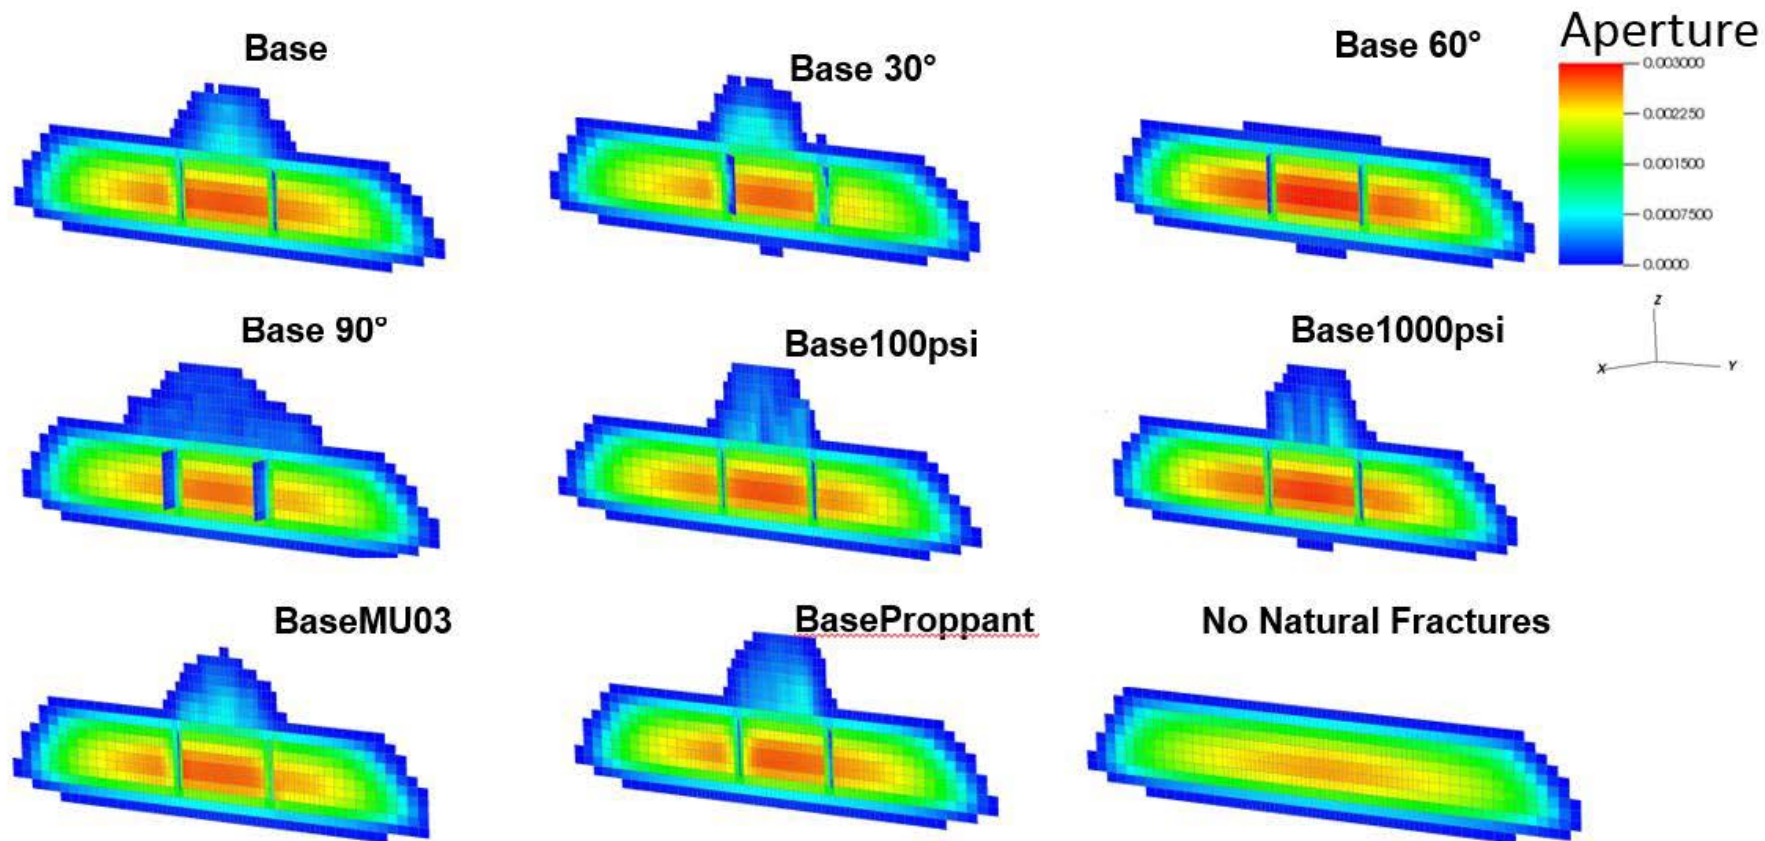 Base
Base 30°
Base 60°
Aperture
0.003000
0.002250
0.001500
0.0007500
0.0000
Base 90°
Base100psi
Base1000psi
Z
X
Y
BaseMU03
BaseProppant
No Natural Fractures